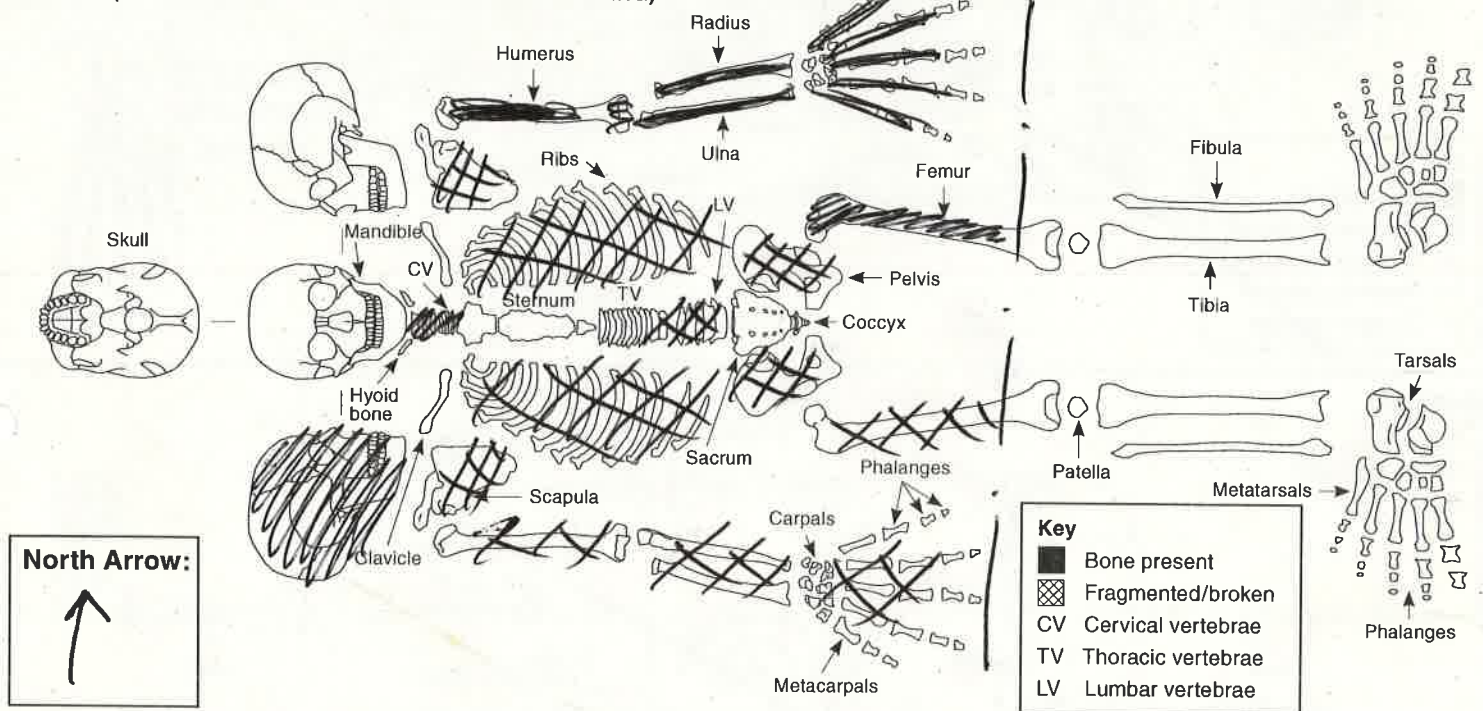 Radius
Humerus
Ulna
Ribs
LV
Femur
Fibula
Skull
Mandible
CV
Sternum
TV
Pelvis
Coccyx
Tibia
Hyoid
bone
Sacrum
Tarsals
Patella
Phalanges
Scapula
Metatarsals
Carpals
Clavicle
Metacarpals
Phalanges
North Arrow:
Key
Bone present
Fragmented/broken
CV Cervical vertebrae
TV Thoracic vertebrae
LV Lumbar vertebrae